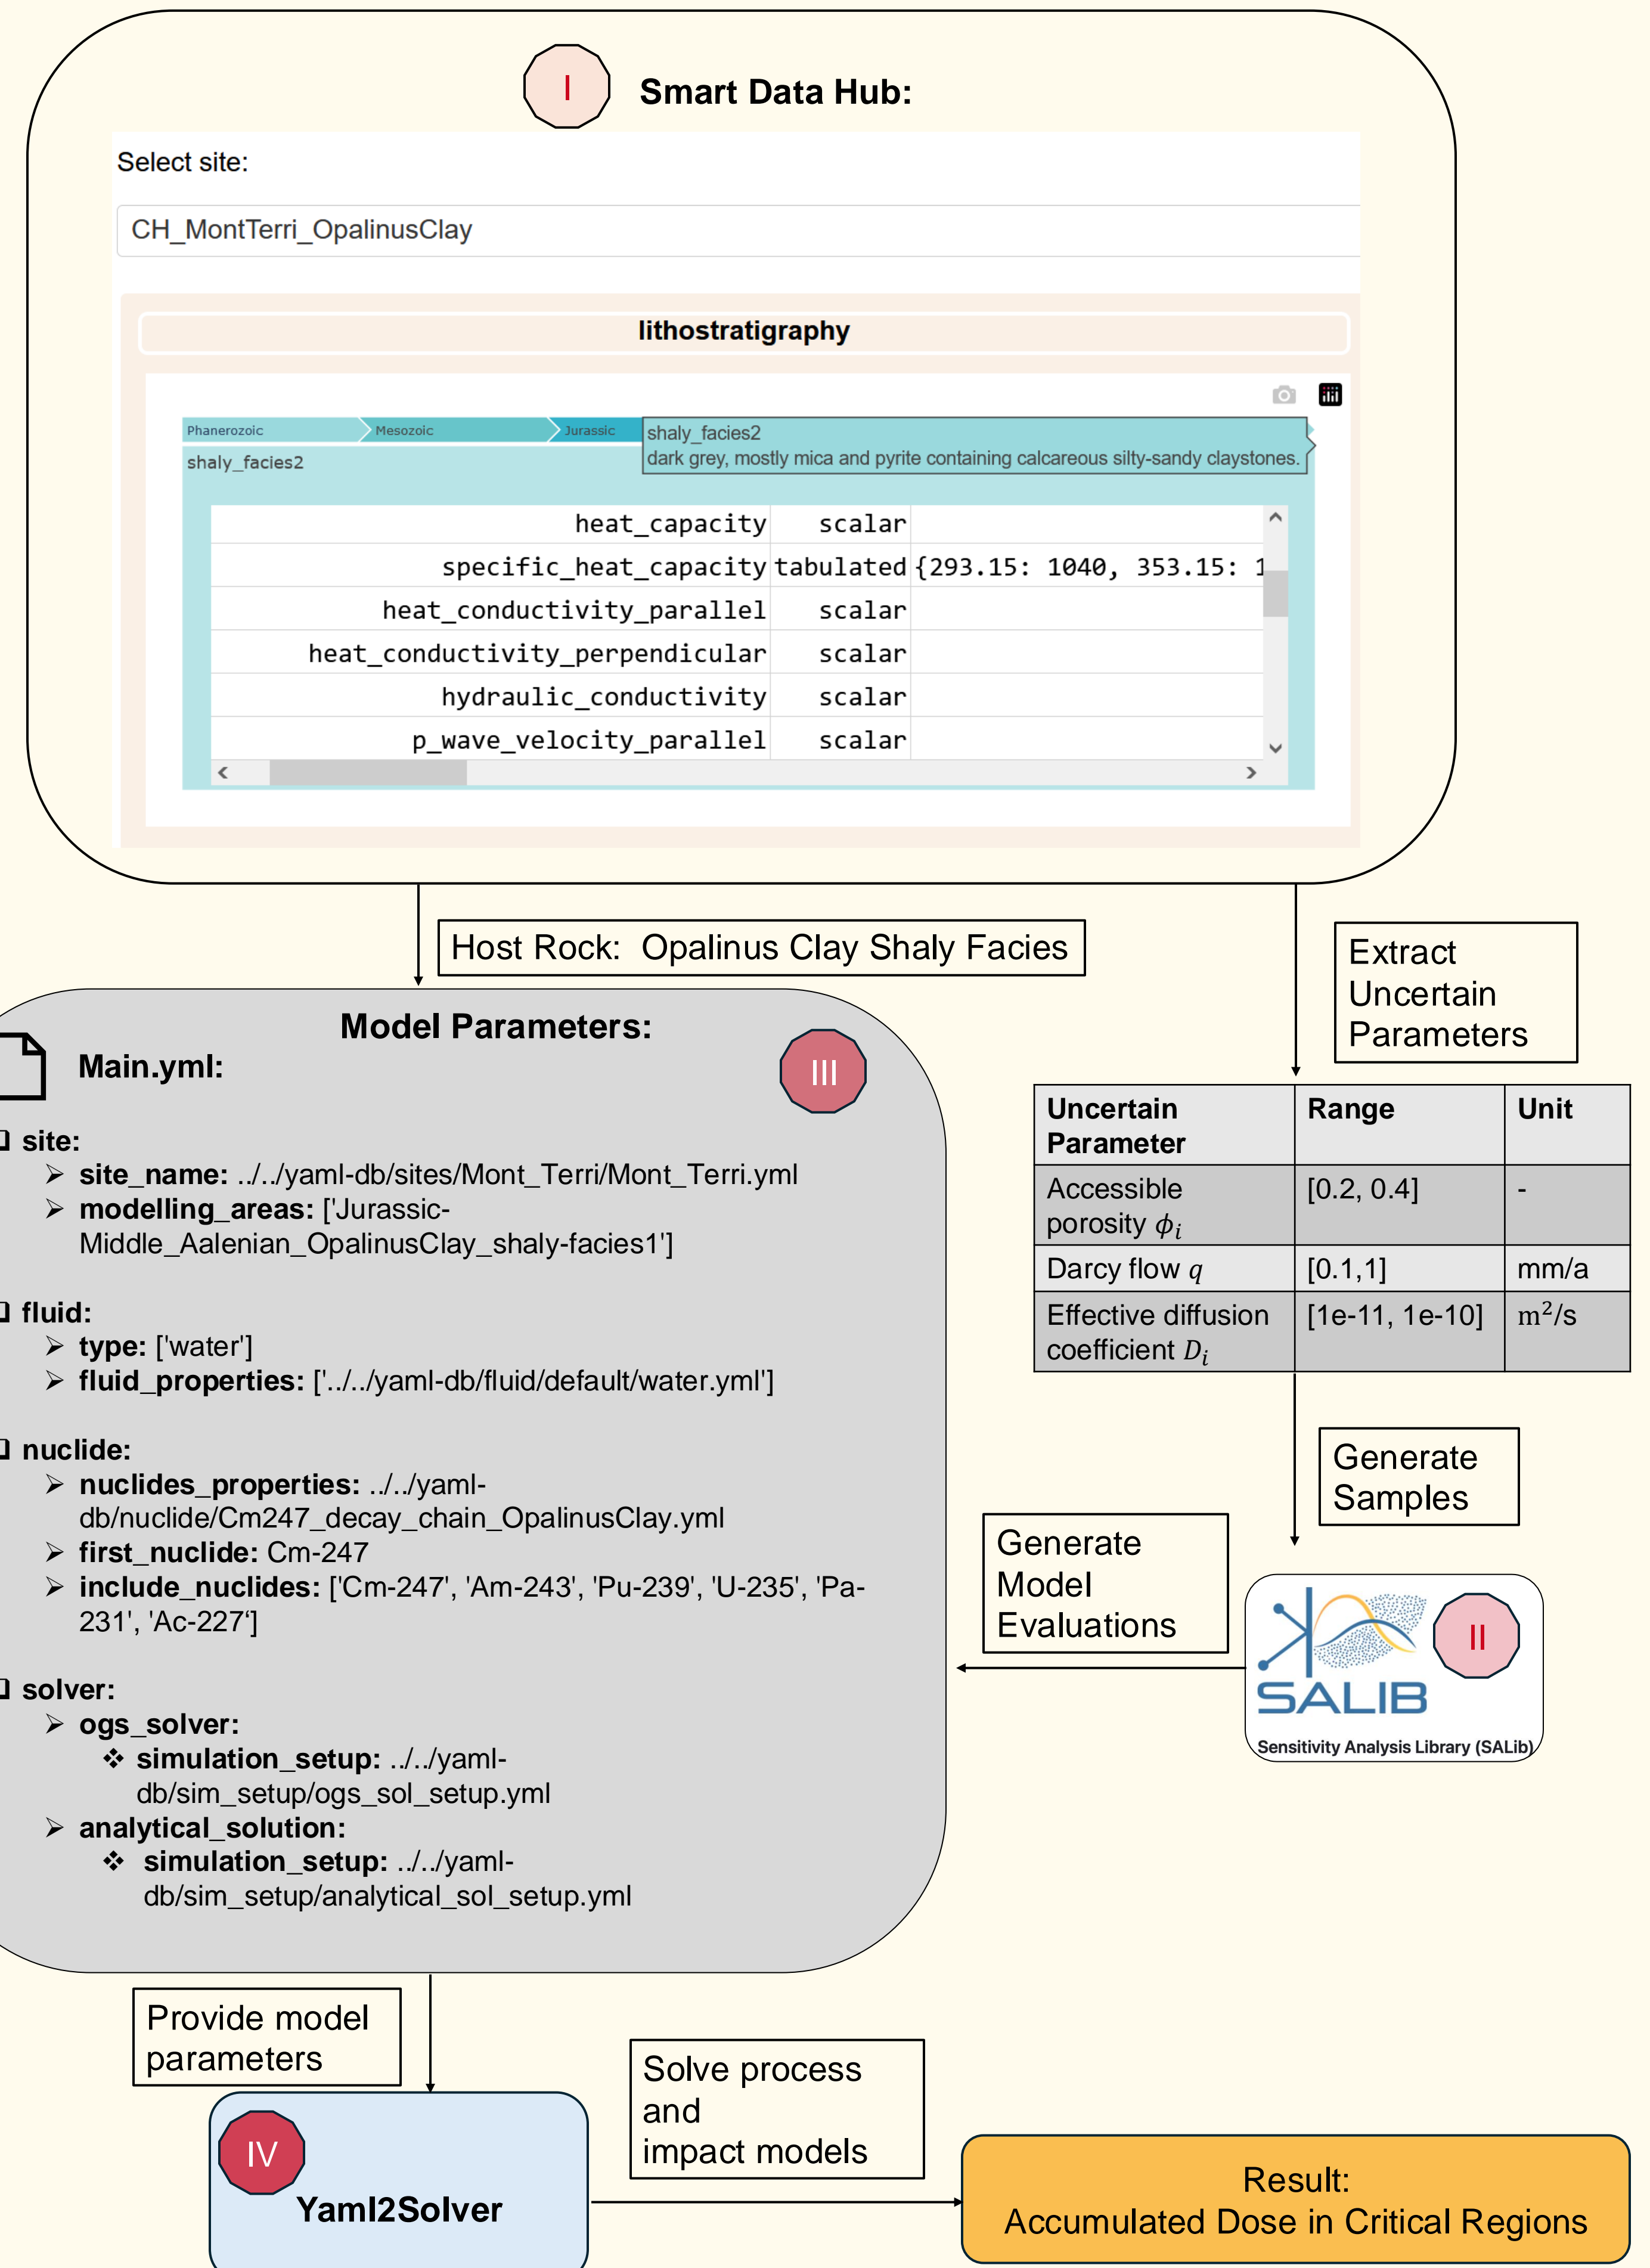 I
Smart Data Hub:
Select site:
CH_MontTerri_OpalinusClay
lithostratigraphy
Phanerozoic
Mesozoic
Jurassic
shaly_facies2
dark grey, mostly mica and pyrite containing calcareous silty-sandy claystones.
shaly_facies2
heat_capacity scalar
specific_heat_capacity tabulated {293.15: 1040, 353.15: 1
heat_conductivity_parallel scalar
heat_conductivity_perpendicular scalar
hydraulic_conductivity scalar
p_wave_velocity_parallel scalar
Host Rock: Opalinus Clay Shaly Facies
Extract
Uncertain
Parameters
Model Parameters:
Main.yml:
III
❑ site:
➢ site_name: ../../yaml-db/sites/Mont_Terri/Mont_Terri.yml
➢ modelling_areas: ['Jurassic-
Middle_Aalenian_OpalinusClay_shaly-facies1']
❑ fluid:
➢ type: ['water']
➢ fluid_properties: ['../../yaml-db/fluid/default/water.yml']
❑ nuclide:
➢ nuclides_properties: ../../yaml-
db/nuclide/Cm247_decay_chain_OpalinusClay.yml
➢ first_nuclide: Cm-247
➢ include_nuclides: ['Cm-247', 'Am-243', 'Pu-239', 'U-235', 'Pa-
231', 'Ac-227‘]
❑ solver:
➢ ogs_solver:
❖ simulation_setup: ../../yaml-
db/sim_setup/ogs_sol_setup.yml
➢ analytical_solution:
❖ simulation_setup: ../../yaml-
db/sim_setup/analytical_sol_setup.yml
Uncertain
Parameter
Range
Unit
Accessible
porosity ϕᵢ
[0.2, 0.4]
-
Darcy flow q
[0.1,1]
mm/a
Effective diffusion
coefficient Dᵢ
[1e-11, 1e-10]
m²/s
Generate
Samples
Generate
Model
Evaluations
II
SALIB
Sensitivity Analysis Library (SALib)
Provide model
parameters
IV
Yaml2Solver
Solve process
and
impact models
Result:
Accumulated Dose in Critical Regions